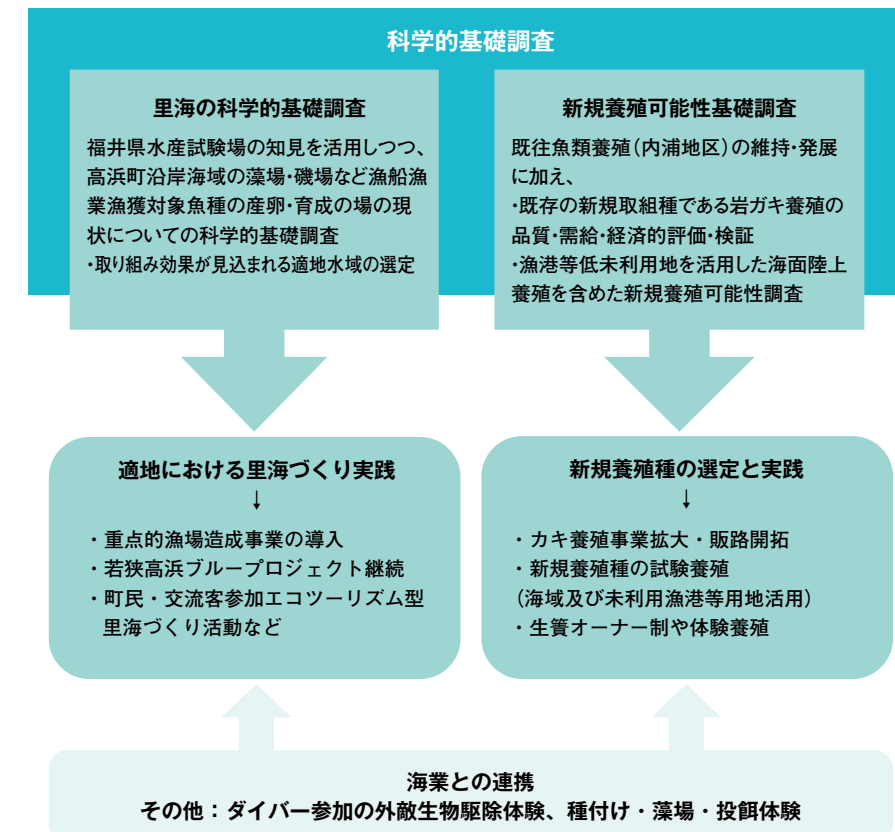 科学的基礎調査
里海の科学的基礎調査
福井県水産試験場の知見を活用しつつ、
高浜町沿岸海域の藻場・磯場など漁船漁
業漁獲対象魚種の産卵・育成の場の現
状についての科学的基礎調査
・取り組み効果が見込まれる適地水域の選定
新規養殖可能性基礎調査
既往魚類養殖(内浦地区)の維持・発展
に加え、
・既存の新規取組種である岩ガキ養殖の
品質・需給・経済的評価・検証
・漁港等低未利用地を活用した海面陸上
養殖を含めた新規養殖可能性調査
適地における里海づくり実践
↓
・重点的漁場造成事業の導入
・若狭高浜ブループロジェクト継続
・町民・交流客参加エコツーリズム型
里海づくり活動など
新規養殖種の選定と実践
↓
・カキ養殖事業拡大・販路開拓
・新規養殖種の試験養殖
(海域及び未利用漁港等用地活用)
・生簀オーナー制や体験養殖
海業との連携
その他：ダイバー参加の外敵生物駆除体験、種付け・藻場・投餌体験